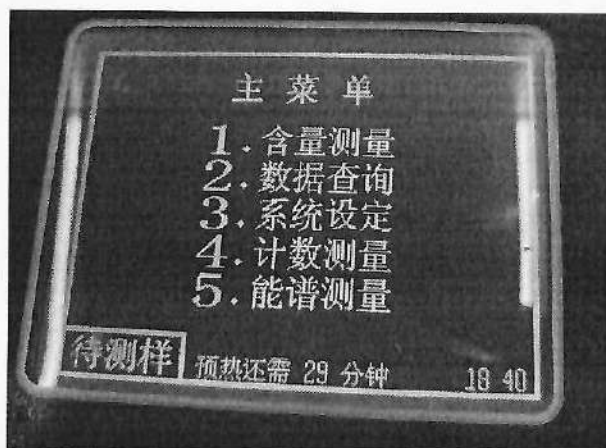 主菜单
1.含量测量
2.数据查询
3.系统设定
4.计数测量
5.能谱测量
待测样 预热还需 29 分钟 18 40